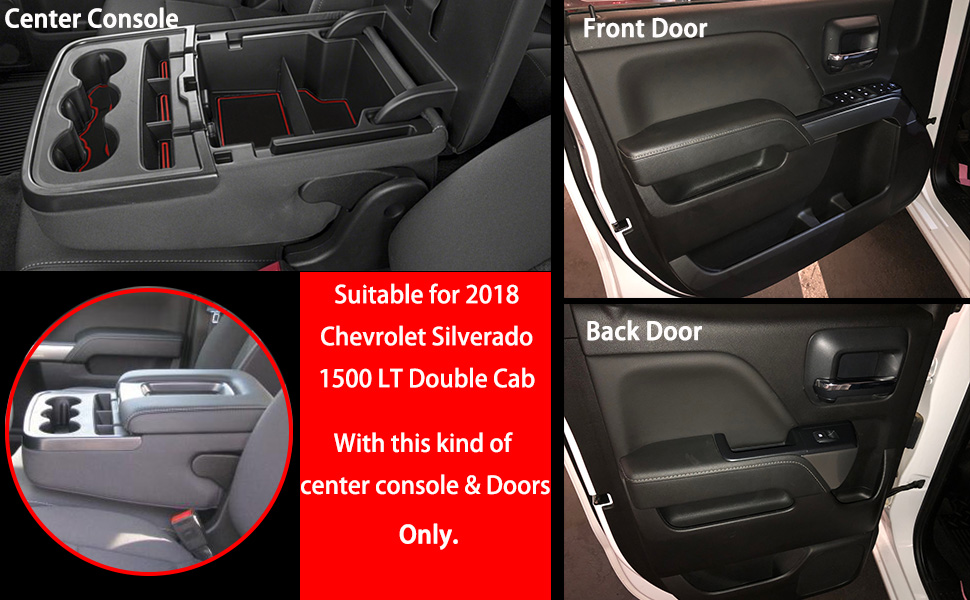 Center Console
Front Door
Suitable for 2018
Chevrolet Silverado
1500 LT Double Cab
With this kind of
center console & Doors
Only.
Back Door